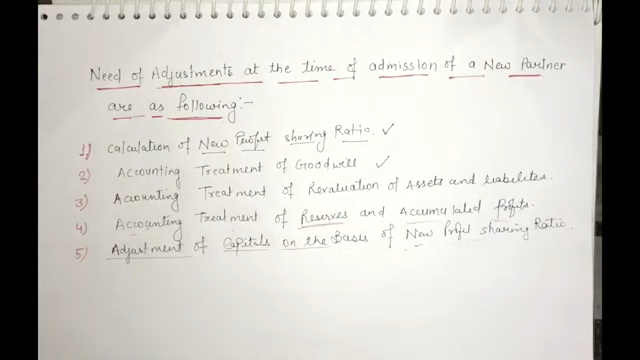 Need of Adjustments at the time of admission of a New Partner
are as following:-
1) Calculation of New Profit sharing Ratio. ✓
2) Accounting Treatment of Goodwill ✓
3) Acounting Treatment of Revaluation of Assets and liabilites.
4) Accounting Treatment of Reserves and Accumulated Profits.
5) Adjustment of Capitals on the Basis of New Profit sharing Ratio.